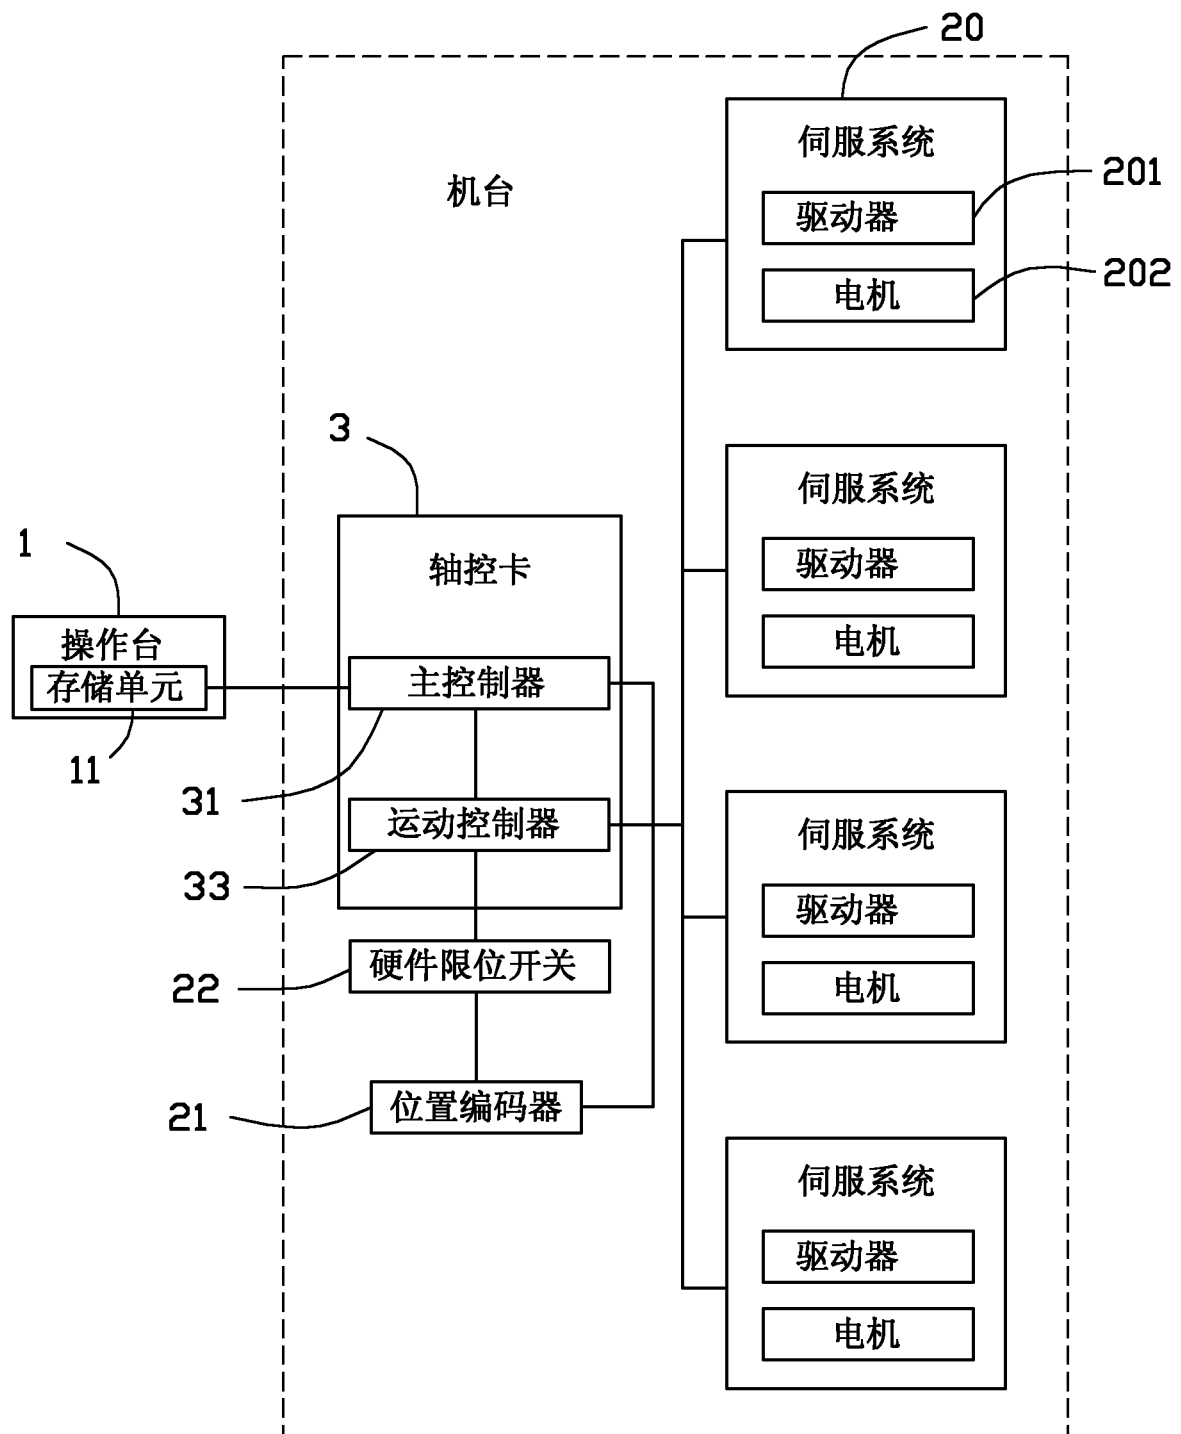 20
伺服系统
机台
201
驱动器
202
电机
3
伺服系统
1
轴控卡
驱动器
操作台
电机
存储单元
主控制器
11
31
运动控制器
伺服系统
33
驱动器
硬件限位开关
22
电机
21
位置编码器
伺服系统
驱动器
电机